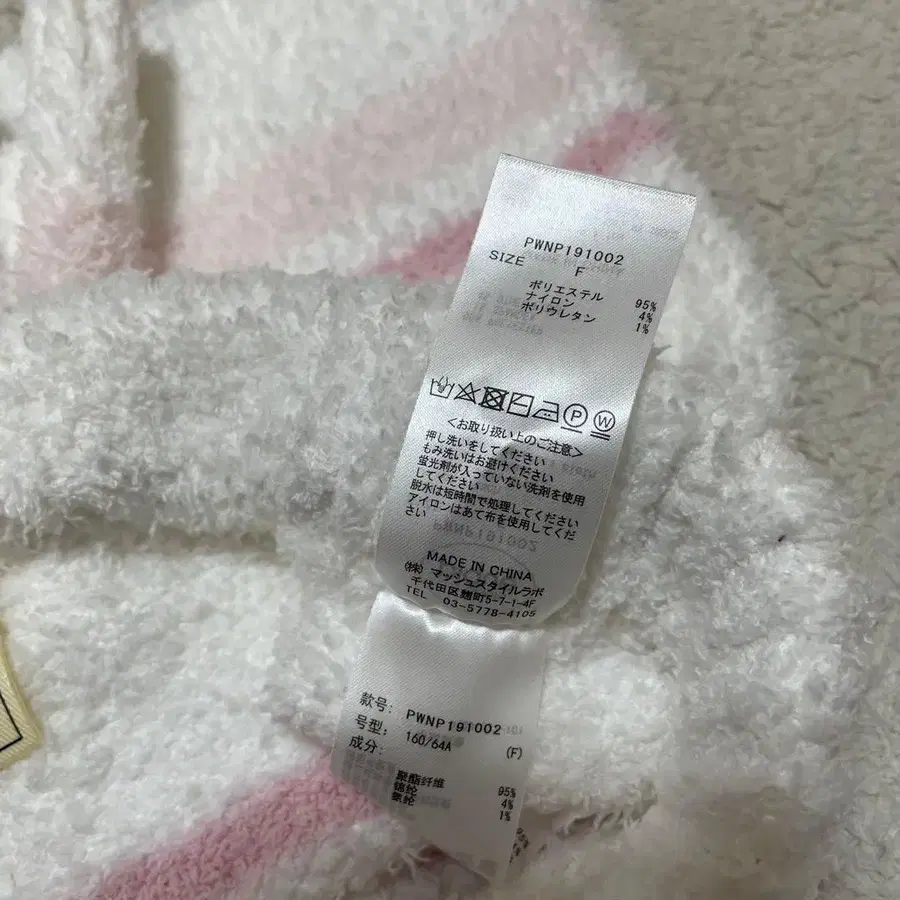 PWNP191002
SIZE F
ポリエステル 95%
ナイロン 4%
ポリウレタン 1%
P W
<お取り扱い上のご注意>
押し洗いをしてください
もみ洗いはお避けください
蛍光剤が入っていない洗剤を使用
してください
脱水は短時間で処理してください
アイロンはあて布を使用してくだ
さい
MADE IN CHINA
(株) マッシュスタイルラボ
千代田区麹町5-7-1-4F
TEL 03-5778-4105
款号: PWNP191002
号型: 160/64A (F)
成分:
聚酯纤维 95%
锦纶 4%
氨纶 1%